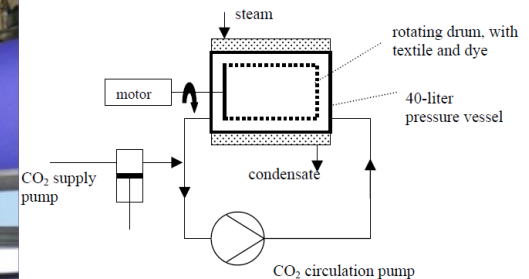 steam
rotating drum, with
textile and dye
motor
40-liter
pressure vessel
CO₂ supply
pump
condensate
CO₂ circulation pump